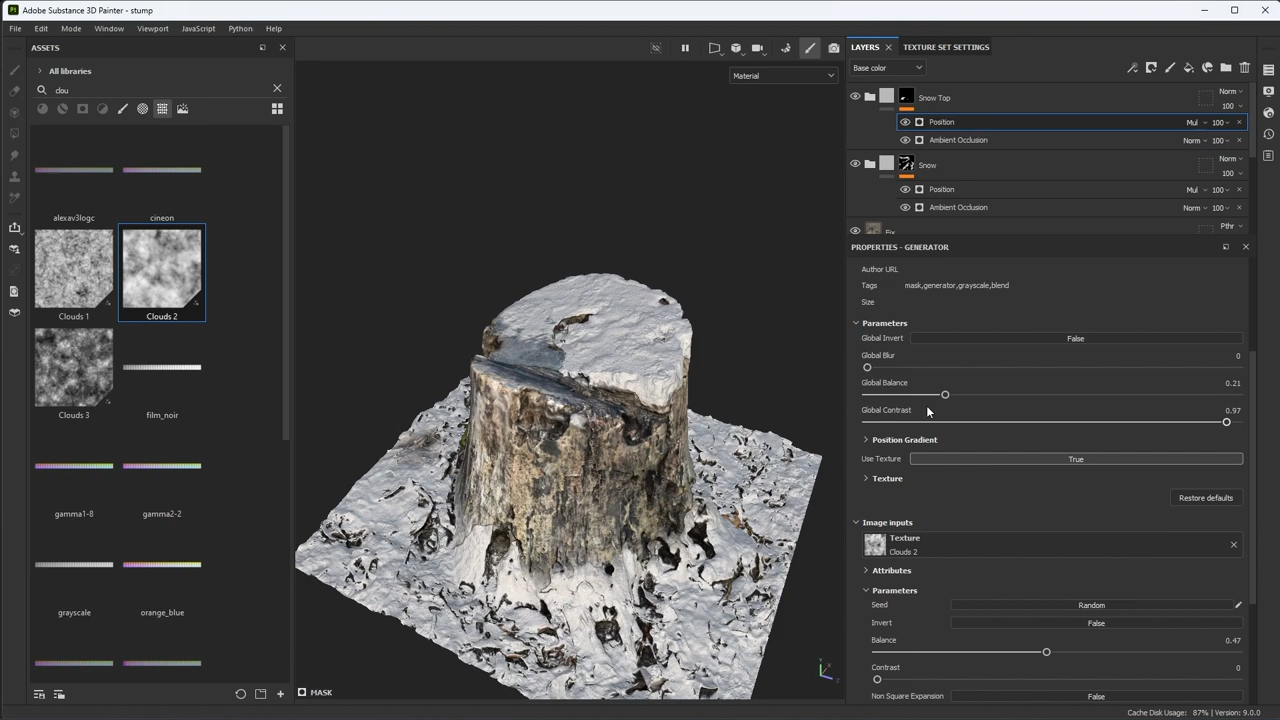 Pt Adobe Substance 3D Painter - stump
File Edit Mode Window Viewport JavaScript Python Help
ASSETS
All libraries
clou
alexav3logc cineon
Clouds 1 Clouds 2
Clouds 3 film_noir
gamma1-8 gamma2-2
grayscale orange_blue
Material
MASK
LAYERS TEXTURE SET SETTINGS
Base color
Snow Top Norm
100
Position Mul 100
Ambient Occlusion Norm 100
Snow Norm
100
Position Mul 100
Ambient Occlusion Norm 100
Fix Pthr
PROPERTIES - GENERATOR
Author URL
Tags mask,generator,grayscale,blend
Size
Parameters
Global Invert False
Global Blur 0
Global Balance 0.21
Global Contrast 0.97
Position Gradient
Use Texture True
Texture
Restore defaults
Image inputs
Texture
Clouds 2
Attributes
Parameters
Seed Random
Invert False
Balance 0.47
Contrast 0
Non Square Expansion False
Cache Disk Usage: 87% | Version: 9.0.0